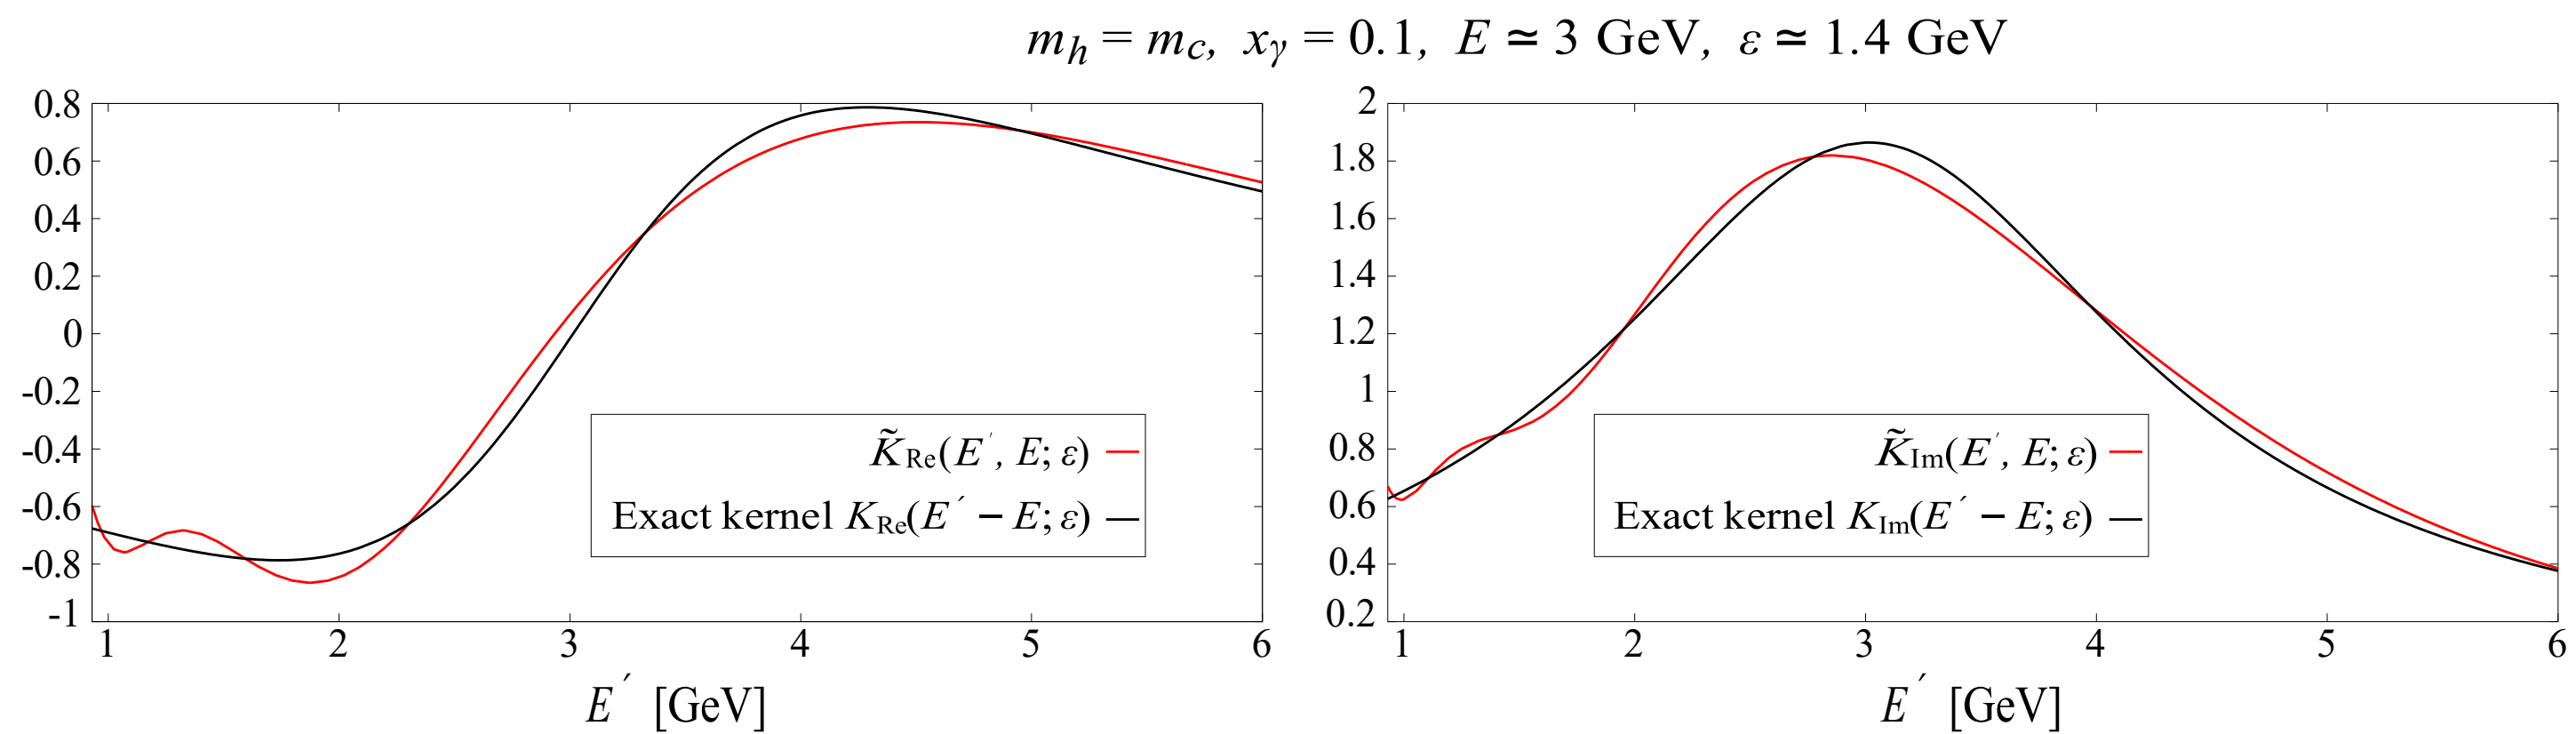 m_h = m_c, x_γ = 0.1, E ≃ 3 GeV, ε ≃ 1.4 GeV
0.8
0.6
0.4
0.2
0
-0.2
-0.4
-0.6
-0.8
-1
K̃_Re(E′, E; ε)
Exact kernel K_Re(E′ − E; ε)
1 2 3 4 5 6
E′ [GeV]
2
1.8
1.6
1.4
1.2
1
0.8
0.6
0.4
0.2
K̃_Im(E′, E; ε)
Exact kernel K_Im(E′ − E; ε)
1 2 3 4 5 6
E′ [GeV]